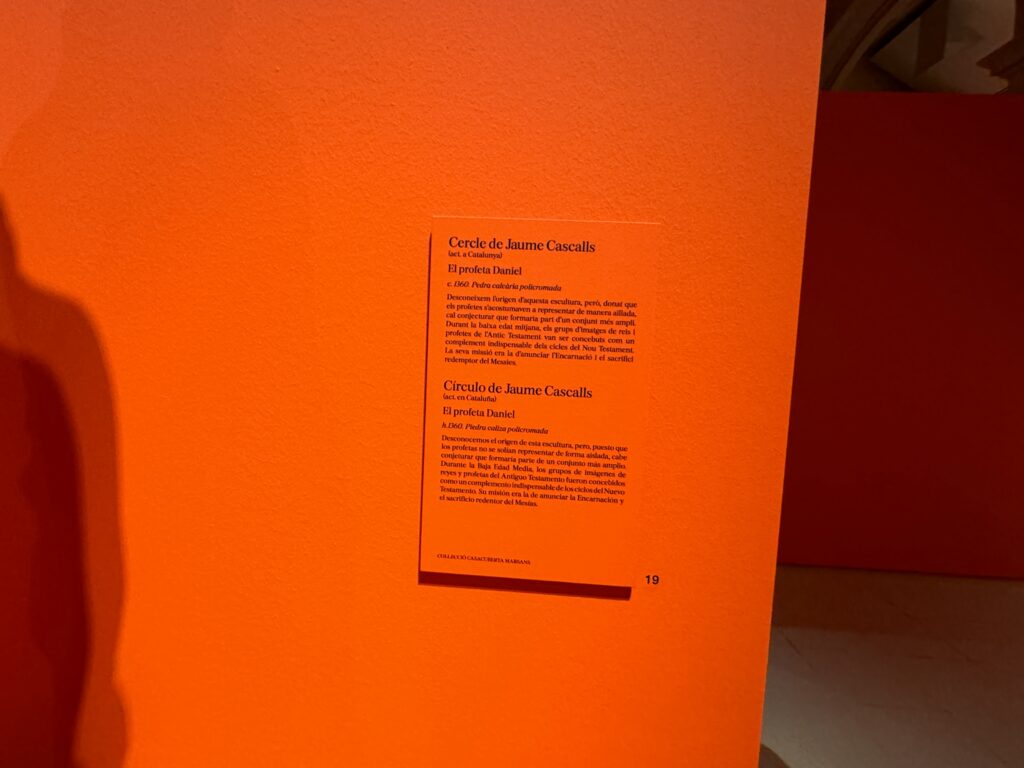 Cercle de Jaume Cascalls
(act. a Catalunya)
El profeta Daniel
c. 1360. Pedra calcària policromada
Desconeixem l'origen d'aquesta escultura, però, donat que
els profetes s'acostumaven a representar de manera aïllada,
cal conjecturar que formaria part d'un conjunt més ampli.
Durant la baixa edat mitjana, els grups d'imatges de reis i
profetes de l'Antic Testament van ser concebuts com un
complement indispensable dels cicles del Nou Testament.
La seva missió era la d'anunciar l'Encarnació i el sacrifici
redemptor del Messies.
Círculo de Jaume Cascalls
(act. en Cataluña)
El profeta Daniel
h. 1360. Piedra caliza policromada
Desconocemos el origen de esta escultura, pero, puesto que
los profetas no se solían representar de forma aislada, cabe
conjeturar que formaría parte de un conjunto más amplio.
Durante la Baja Edad Media, los grupos de imágenes de
reyes y profetas del Antiguo Testamento fueron concebidos
como un complemento indispensable de los ciclos del Nuevo
Testamento. Su misión era la de anunciar la Encarnación y
el sacrificio redentor del Mesías.
COL·LECCIÓ CASACUBERTA MARSANS
19